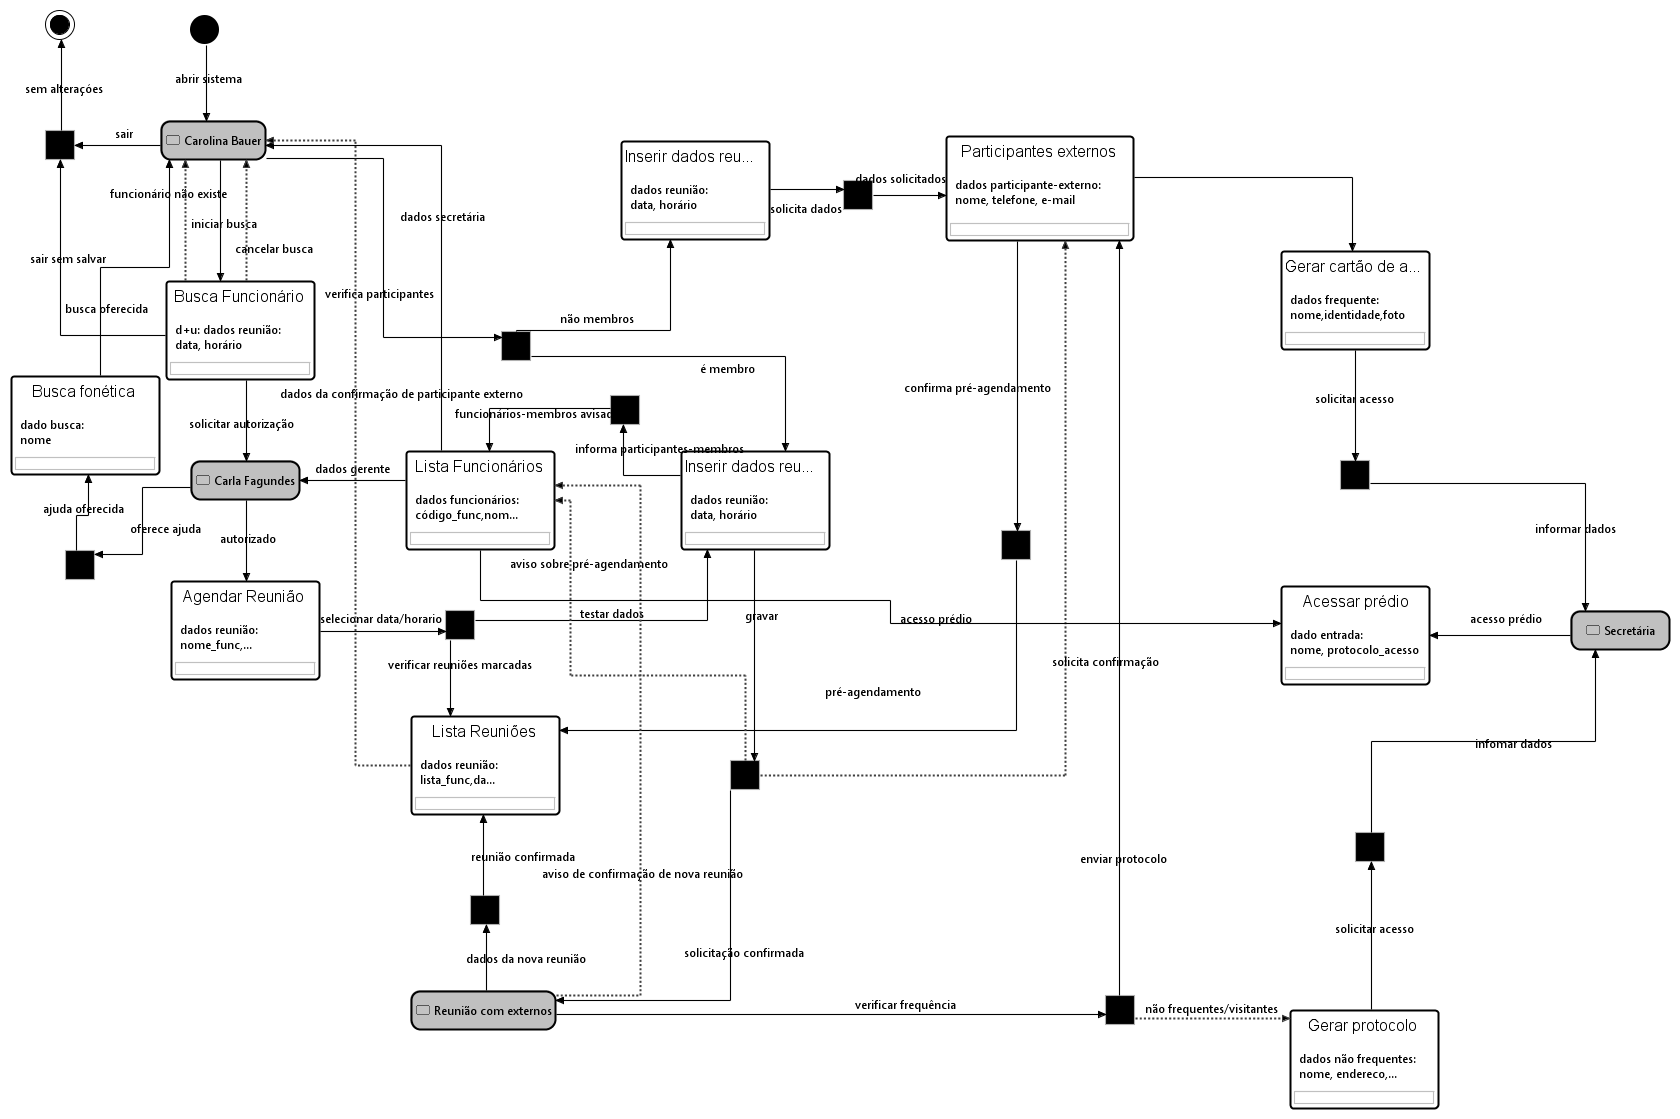 abrir sistema
sem alterações
sair
Carolina Bauer
funcionário não existe
iniciar busca
cancelar busca
sair sem salvar
busca oferecida
dados secretária
verifica participantes
Inserir dados reu...
dados reunião:
data, horário
solicita dados
dados solicitados
Participantes externos
dados participante-externo:
nome, telefone, e-mail
Gerar cartão de a...
dados frequente:
nome,identidade,foto
Busca Funcionário
d+u: dados reunião:
data, horário
não membros
é membro
Busca fonética
dado busca:
nome
dados da confirmação de participante externo
confirma pré-agendamento
solicitar acesso
funcionários-membros avisad
solicitar autorização
informa participantes-membros
Carla Fagundes
dados gerente
Lista Funcionários
dados funcionários:
código_func,nom...
Inserir dados reu...
dados reunião:
data, horário
ajuda oferecida
oferece ajuda
autorizado
informar dados
aviso sobre pré-agendamento
Agendar Reunião
dados reunião:
nome_func,...
selecionar data/horario
testar dados
gravar
acesso prédio
Acessar prédio
dado entrada:
nome, protocolo_acesso
acesso prédio
Secretária
verificar reuniões marcadas
solicita confirmação
pré-agendamento
Lista Reuniões
dados reunião:
lista_func,da...
infomar dados
reunião confirmada
aviso de confirmação de nova reunião
enviar protocolo
solicitar acesso
dados da nova reunião
solicitação confirmada
Reunião com externos
verificar frequência
não frequentes/visitantes
Gerar protocolo
dados não frequentes:
nome, endereco,...